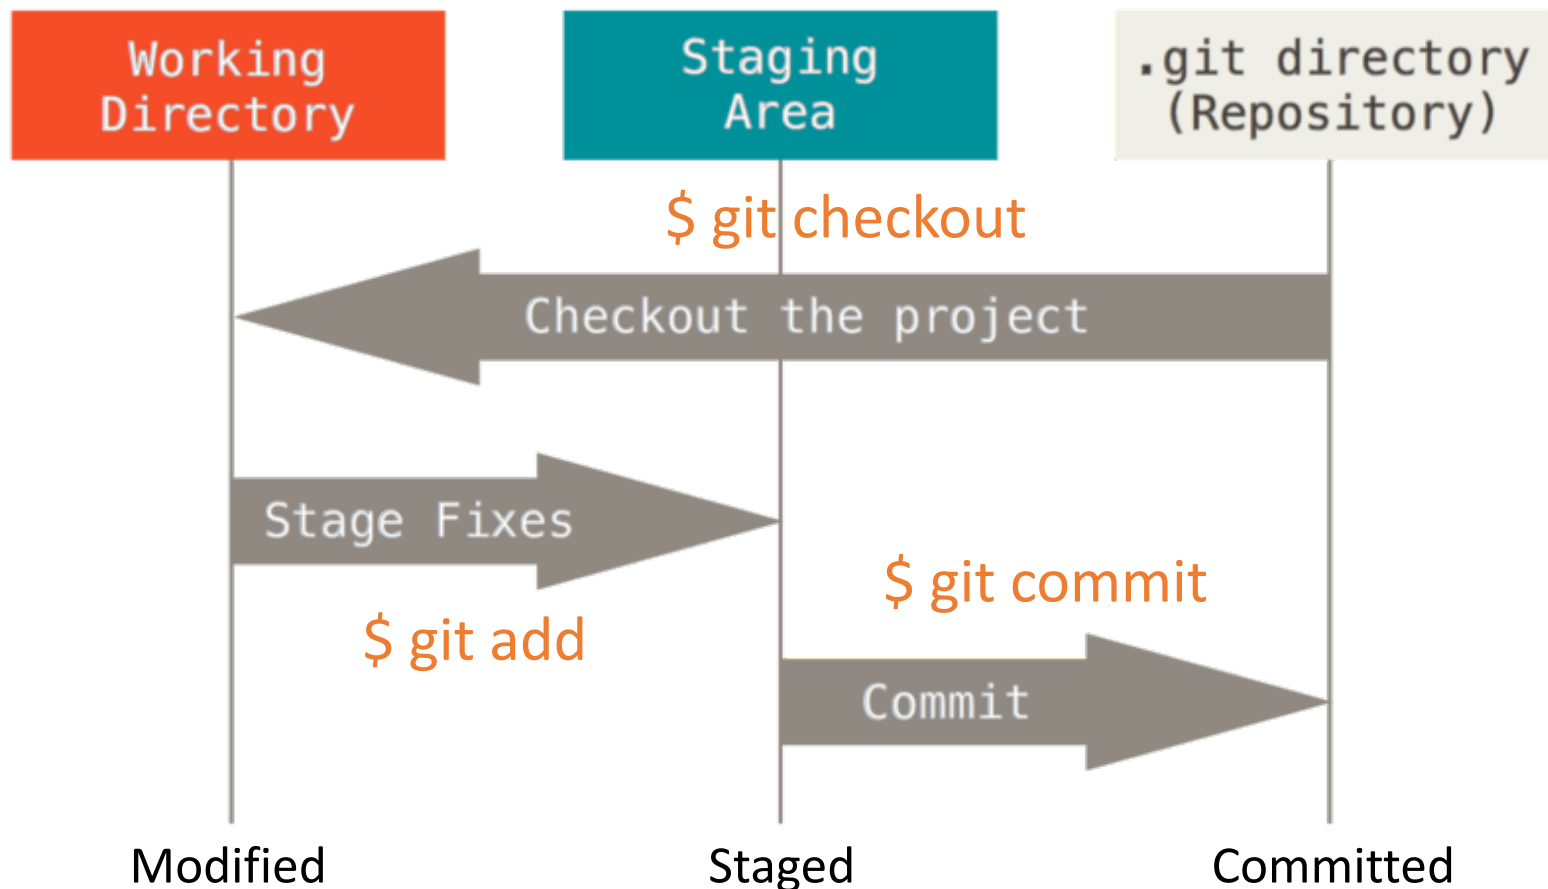 Working
Directory
Staging
Area
.git directory
(Repository)
$ git checkout
Checkout the project
Stage Fixes
$ git add
$ git commit
Commit
Modified
Staged
Committed